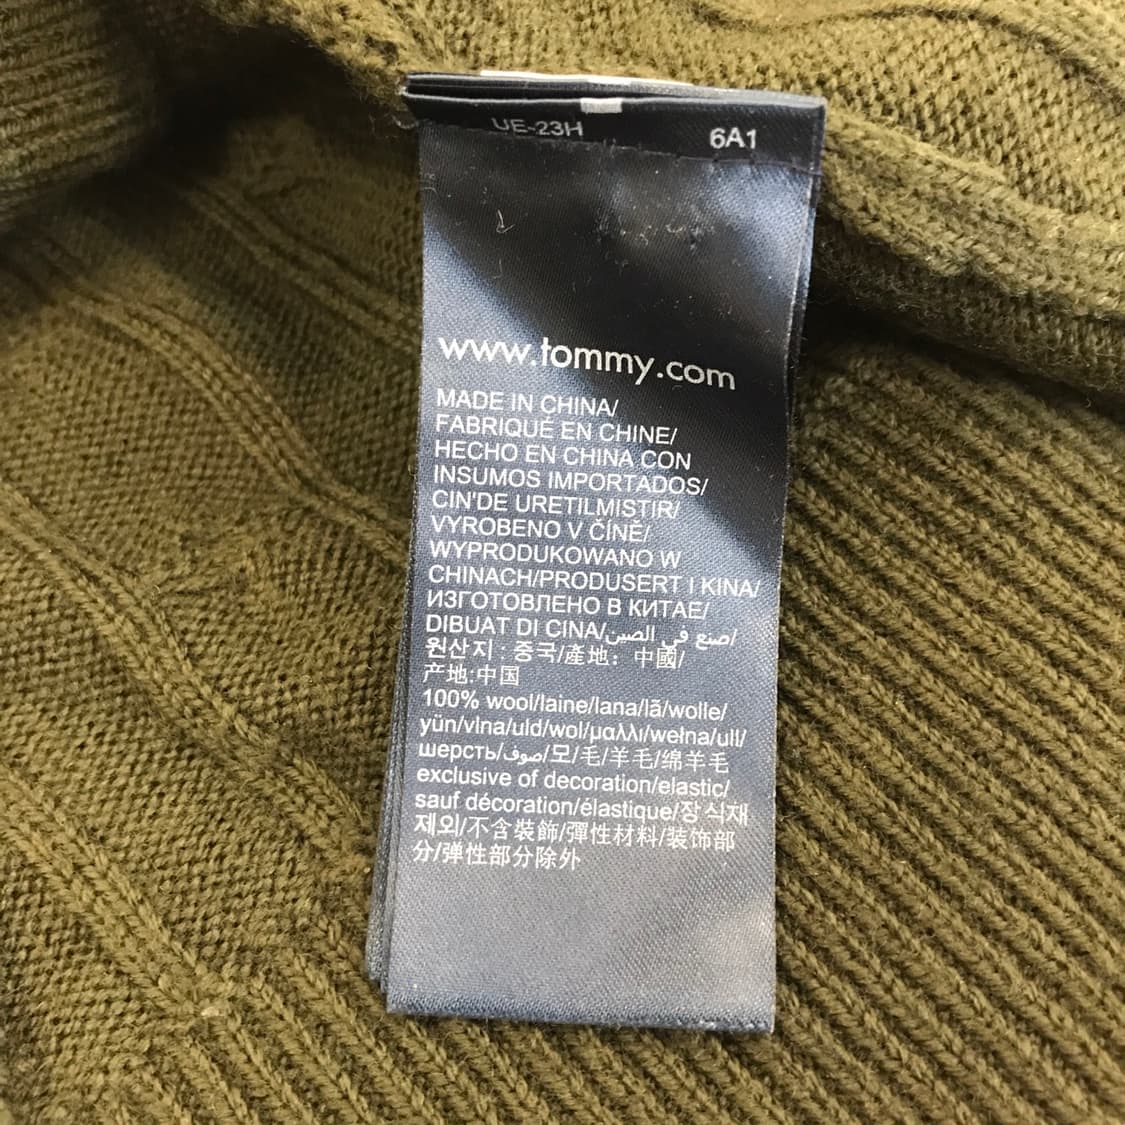 UE-23H 6A1
www.tommy.com
MADE IN CHINA/
FABRIQUÉ EN CHINE/
HECHO EN CHINA CON
INSUMOS IMPORTADOS/
CIN'DE URETILMISTIR/
VYROBENO V ČÍNĚ/
WYPRODUKOWANO W
CHINACH/PRODUSERT I KINA/
ИЗГОТОВЛЕНО В КИТАЕ/
DIBUAT DI CINA/صنع في الصين/
원산지 : 중국/產地：中國/
产地:中国
100% wool/laine/lana/lã/wolle/
yün/vlna/uld/wol/μαλλι/wełna/ull/
шерсть/صوف/모/毛/羊毛/绵羊毛
exclusive of decoration/elastic/
sauf décoration/élastique/장식재
제외/不含裝飾/彈性材料/装饰部
分/弹性部分除外